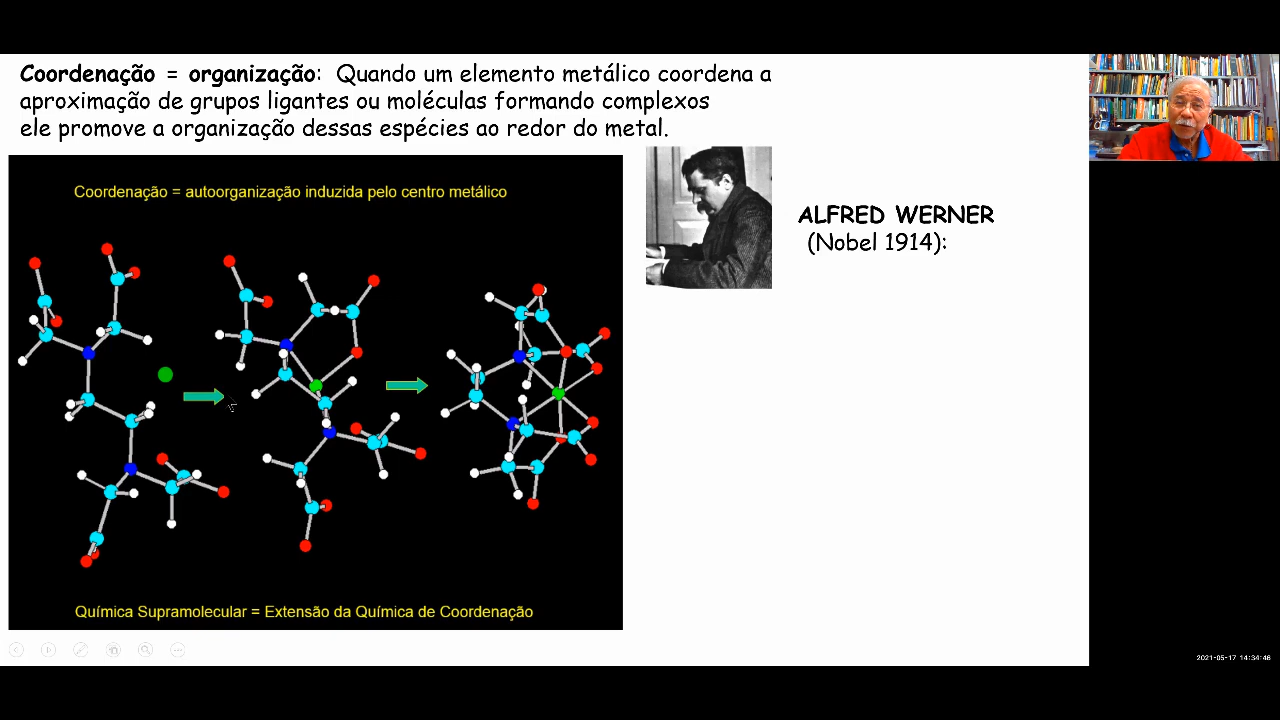 Coordenação = organização: Quando um elemento metálico coordena a
aproximação de grupos ligantes ou moléculas formando complexos
ele promove a organização dessas espécies ao redor do metal.
Coordenação = autoorganização induzida pelo centro metálico
ALFRED WERNER
(Nobel 1914):
Química Supramolecular = Extensão da Química de Coordenação
2021-05-17 14:34:46